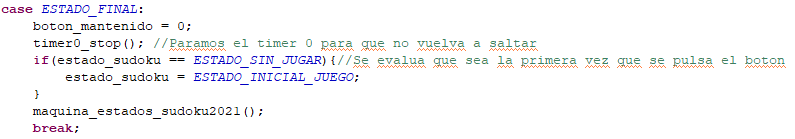 case ESTADO_FINAL:
boton_mantenido = 0;
timer0_stop(); //Paramos el timer 0 para que no vuelva a saltar
if(estado_sudoku == ESTADO_SIN_JUGAR){//Se evalua que sea la primera vez que se pulsa el boton
estado_sudoku = ESTADO_INICIAL_JUEGO;
}
maquina_estados_sudoku2021();
break;